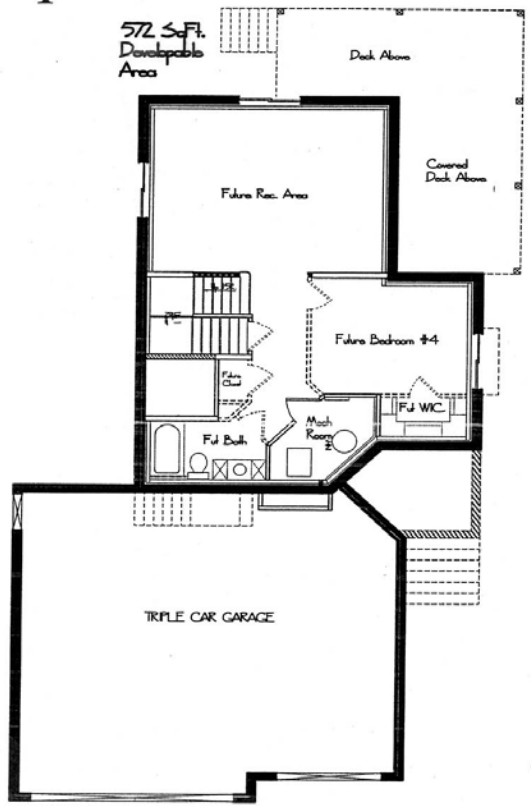 572 Sq.Ft.
Developable
Area
Deck Above
Covered
Deck Above
Future Rec. Area
Future Bedroom #4
Future
Closet
Fut WIC.
Mech
Room
Fut Bath
TRIPLE CAR GARAGE